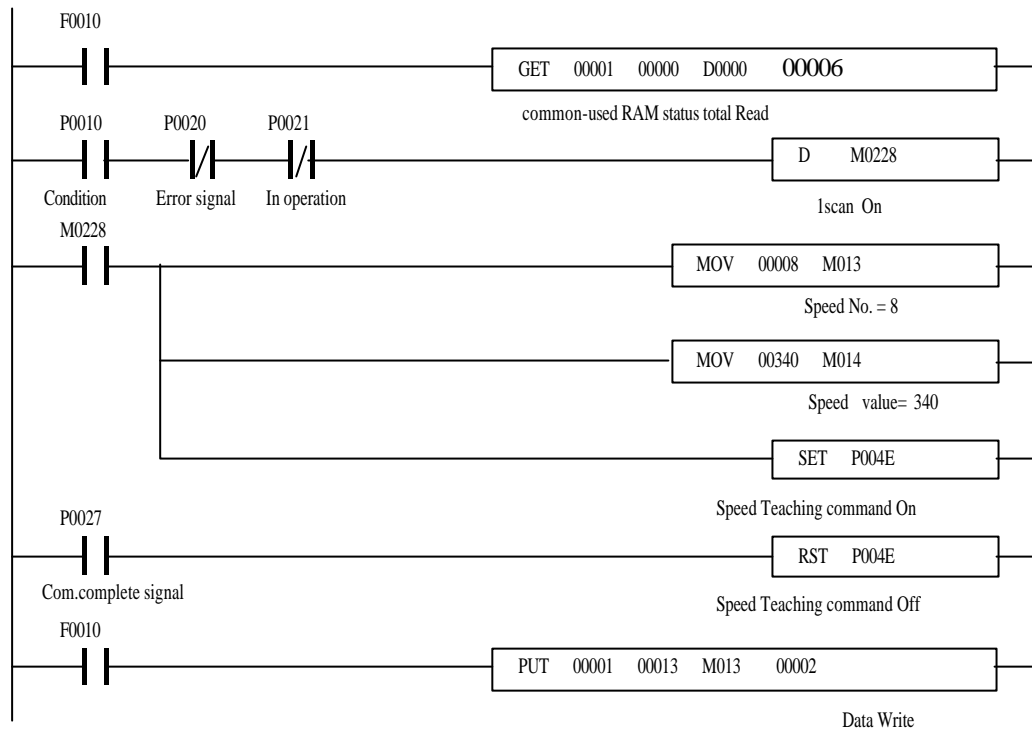 F0010
GET 00001 00000 D0000 00006
common-used RAM status total Read
P0010 P0020 P0021
D M0228
Condition Error signal In operation
1scan On
M0228
MOV 00008 M013
Speed No. = 8
MOV 00340 M014
Speed value= 340
SET P004E
Speed Teaching command On
P0027
RST P004E
Com.complete signal
Speed Teaching command Off
F0010
PUT 00001 00013 M013 00002
Data Write